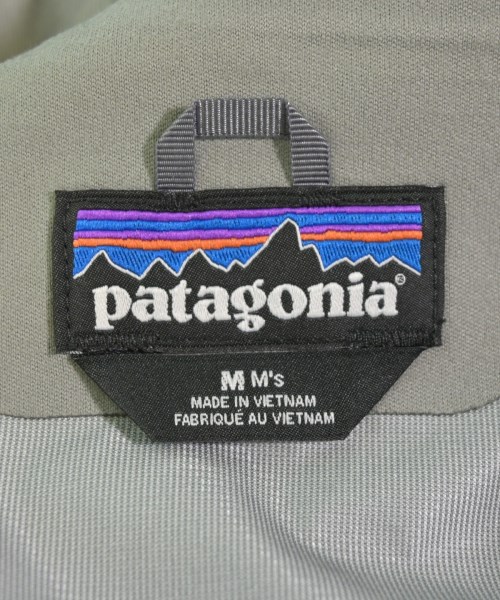 patagonia®
M M's
MADE IN VIETNAM
FABRIQUÉ AU VIETNAM